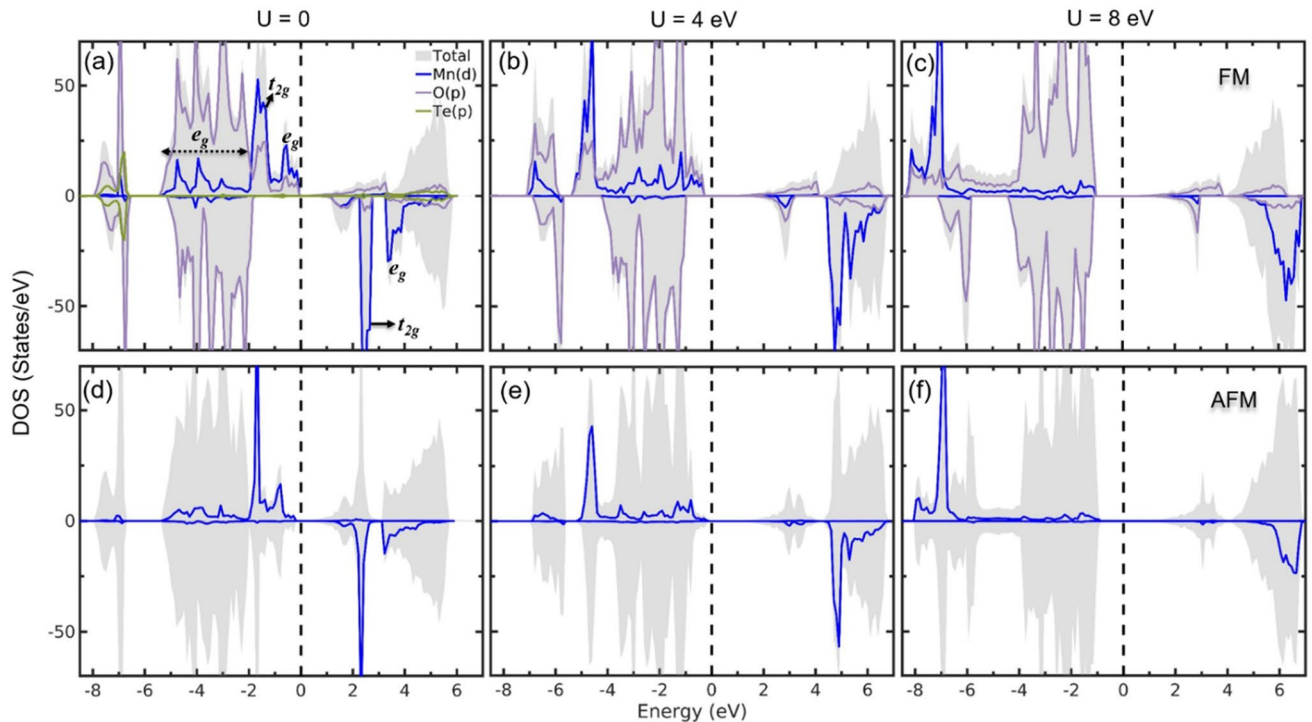 U = 0 U = 4 eV U = 8 eV
(a) Total (b) (c) FM
Mn(d)
O(p)
Te(p)
t2g
eg eg
eg
t2g
50
0
-50
(d) (e) (f) AFM
50
0
-50
DOS (States/eV)
-8 -6 -4 -2 0 2 4 6 -8 -6 -4 -2 0 2 4 6 -8 -6 -4 -2 0 2 4 6
Energy (eV)